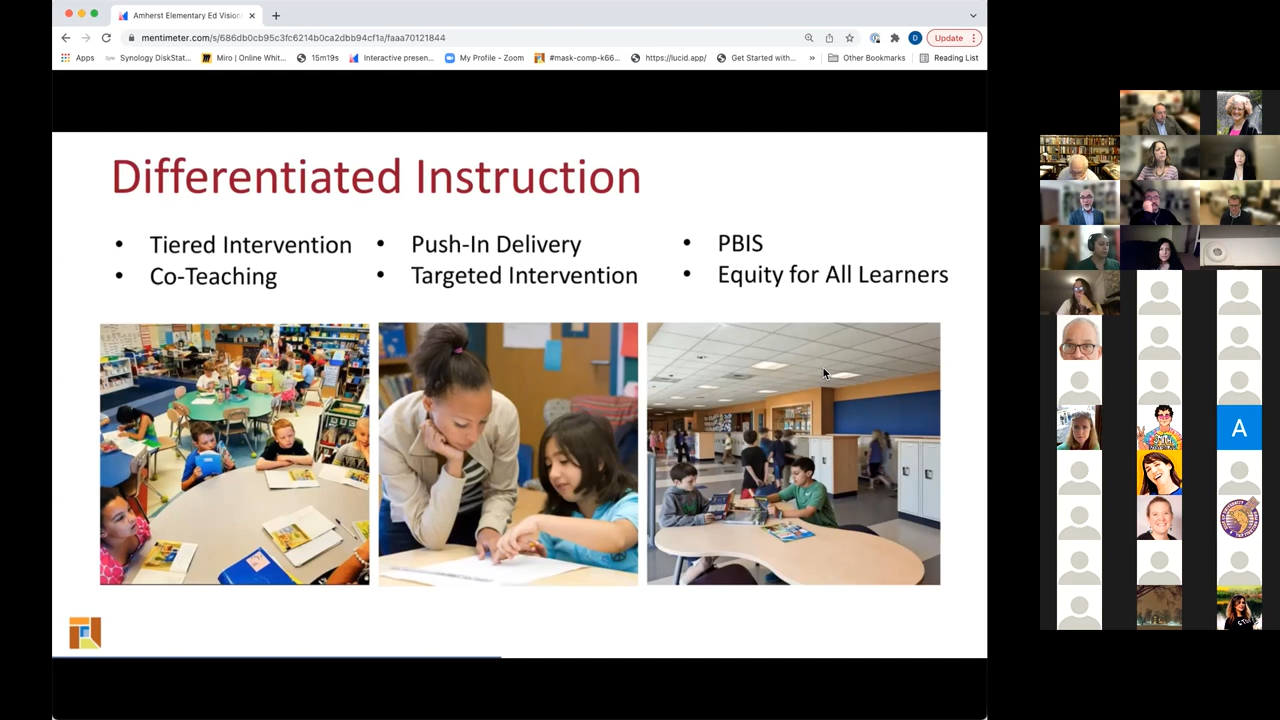 Amherst Elementary Ed Vision
mentimeter.com/s/686db0cb95c3fc6214b0ca2dbb94cf1a/faaa70121844
Update
Apps
Synology DiskStat...
Miro | Online Whit...
15m19s
Interactive presen...
My Profile - Zoom
#mask-comp-k66...
https://lucid.app/
Get Started with...
»
Other Bookmarks
Reading List
Differentiated Instruction
• Tiered Intervention
• Co-Teaching
• Push-In Delivery
• Targeted Intervention
• PBIS
• Equity for All Learners
D
A